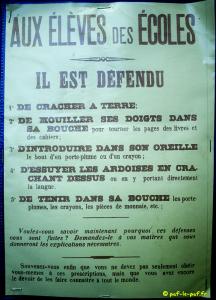 AUX ÉLÈVES DES ÉCOLES
IL EST DÉFENDU
1° DE CRACHER A TERRE;
2° DE MOUILLER SES DOIGTS DANS
SA BOUCHE pour tourner les pages des livres et
des cahiers;
3° D'INTRODUIRE DANS SON OREILLE
le bout d'un porte-plume ou d'un crayon;
4° D'ESSUYER LES ARDOISES EN CRA-
CHANT DESSUS ou en y portant directement
la langue.
5° DE TENIR DANS SA BOUCHE les porte-
plumes, les crayons, les pièces de monnaie, etc.
Voulez-vous savoir maintenant pourquoi ces défenses
vous sont faites? Demandez-le à vos maîtres qui vous
donneront les explications nécessaires.
Souvenez-vous enfin que vous ne devez pas seulement obéir
vous-mêmes à ces prescriptions, mais que vous avez encore
le devoir de les faire connaître à tout le monde.